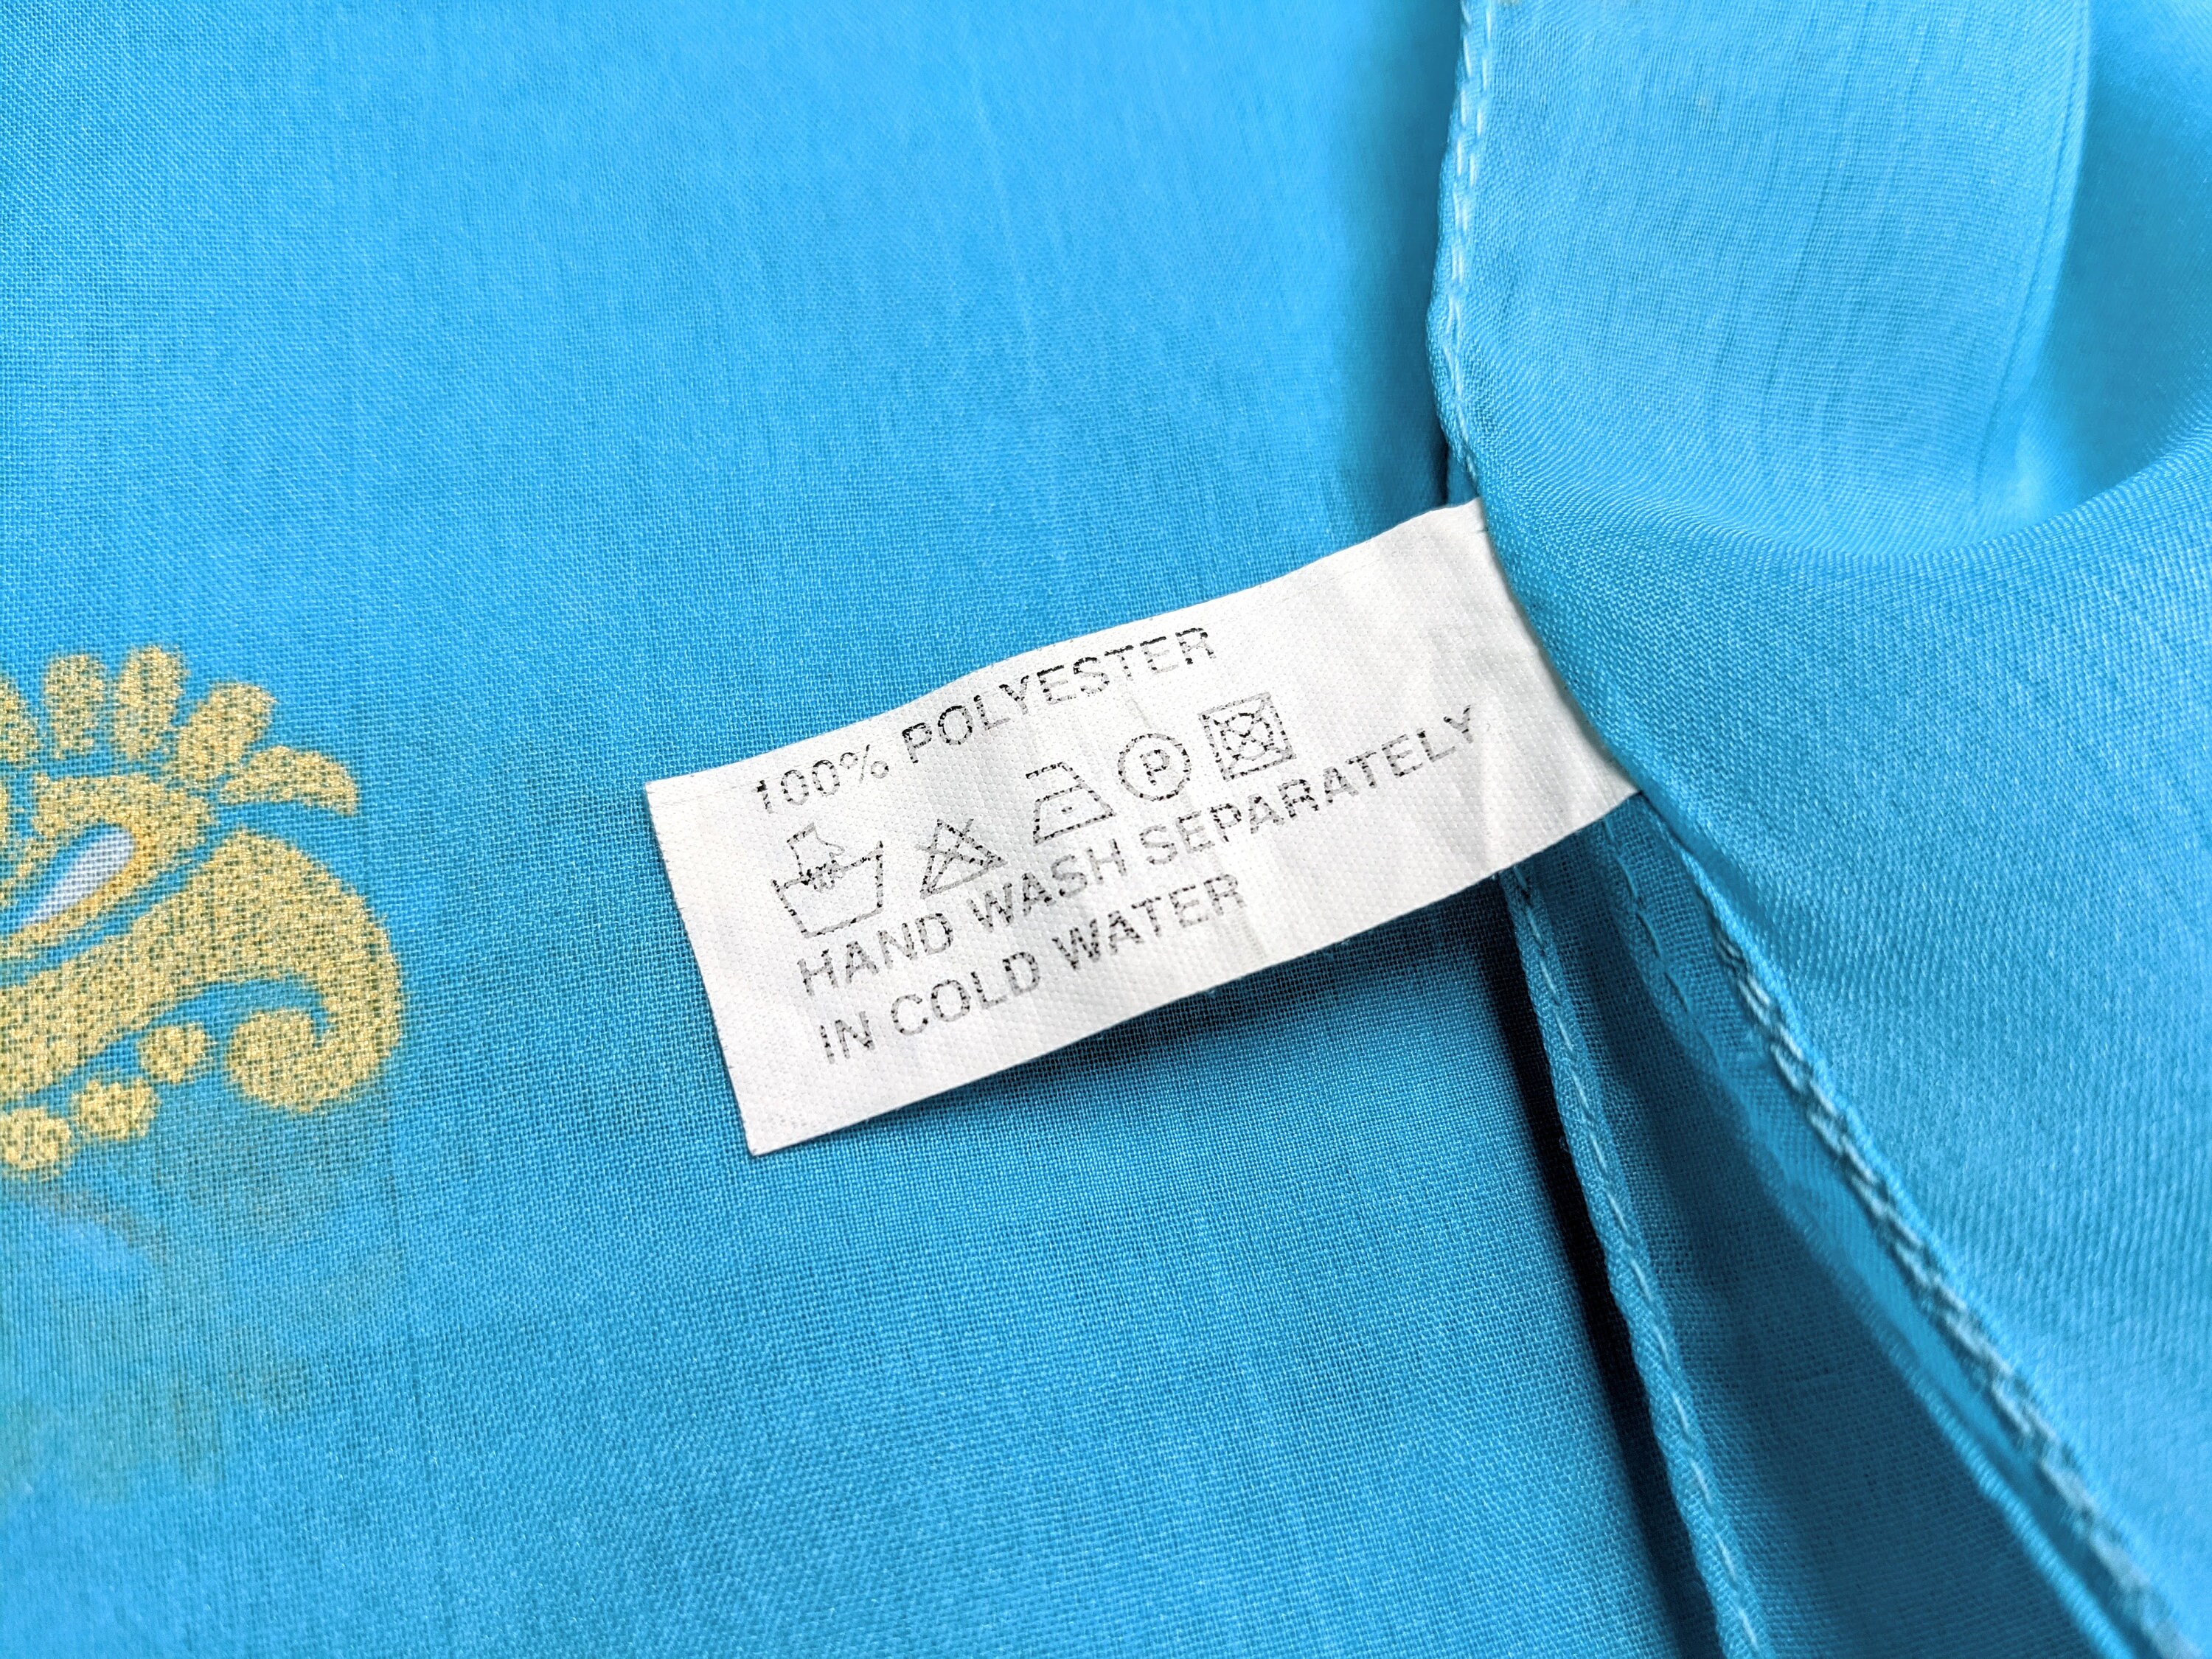 100% POLYESTER
P
HAND WASH SEPARATELY
IN COLD WATER